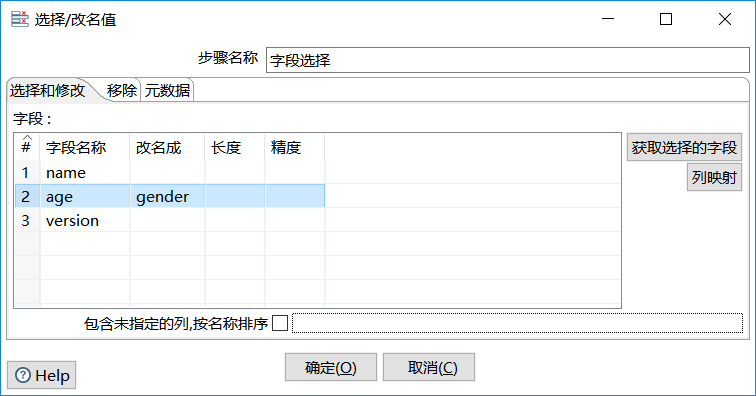 选择/改名值
步骤名称 字段选择
选择和修改 移除 元数据
字段：
# 字段名称 改名成 长度 精度
1 name
2 age gender
3 version
获取选择的字段
列映射
包含未指定的列,按名称排序
确定(O) 取消(C)
Help